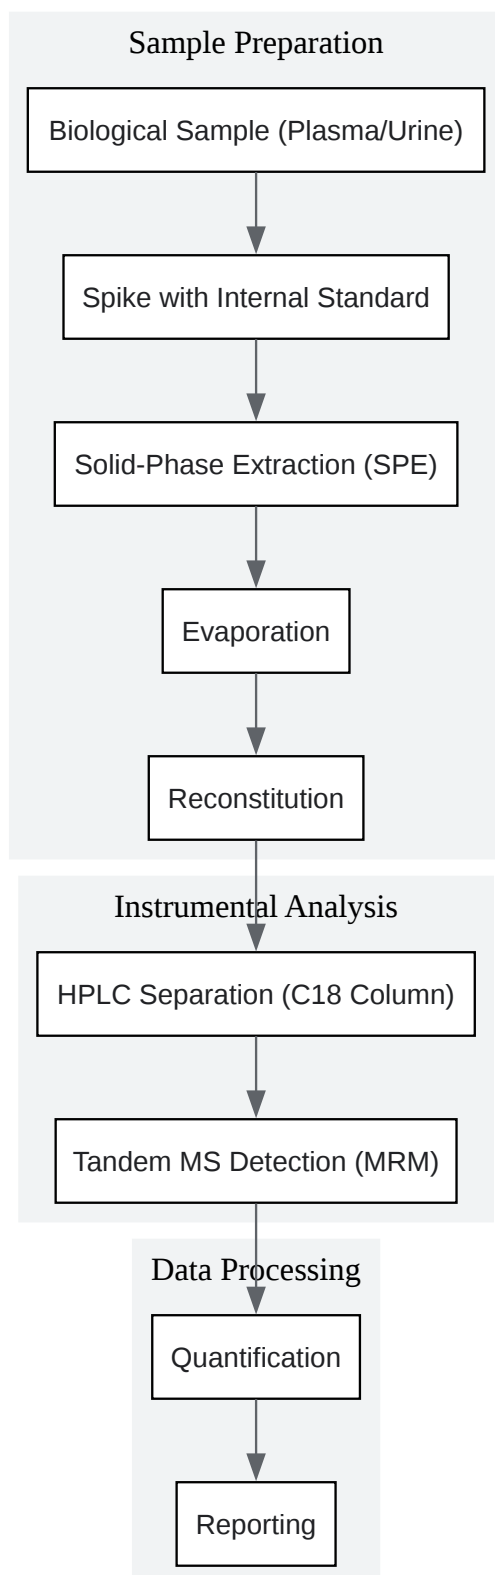 Sample Preparation
Biological Sample (Plasma/Urine)
Spike with Internal Standard
Solid-Phase Extraction (SPE)
Evaporation
Reconstitution
Instrumental Analysis
HPLC Separation (C18 Column)
Tandem MS Detection (MRM)
Data Processing
Quantification
Reporting